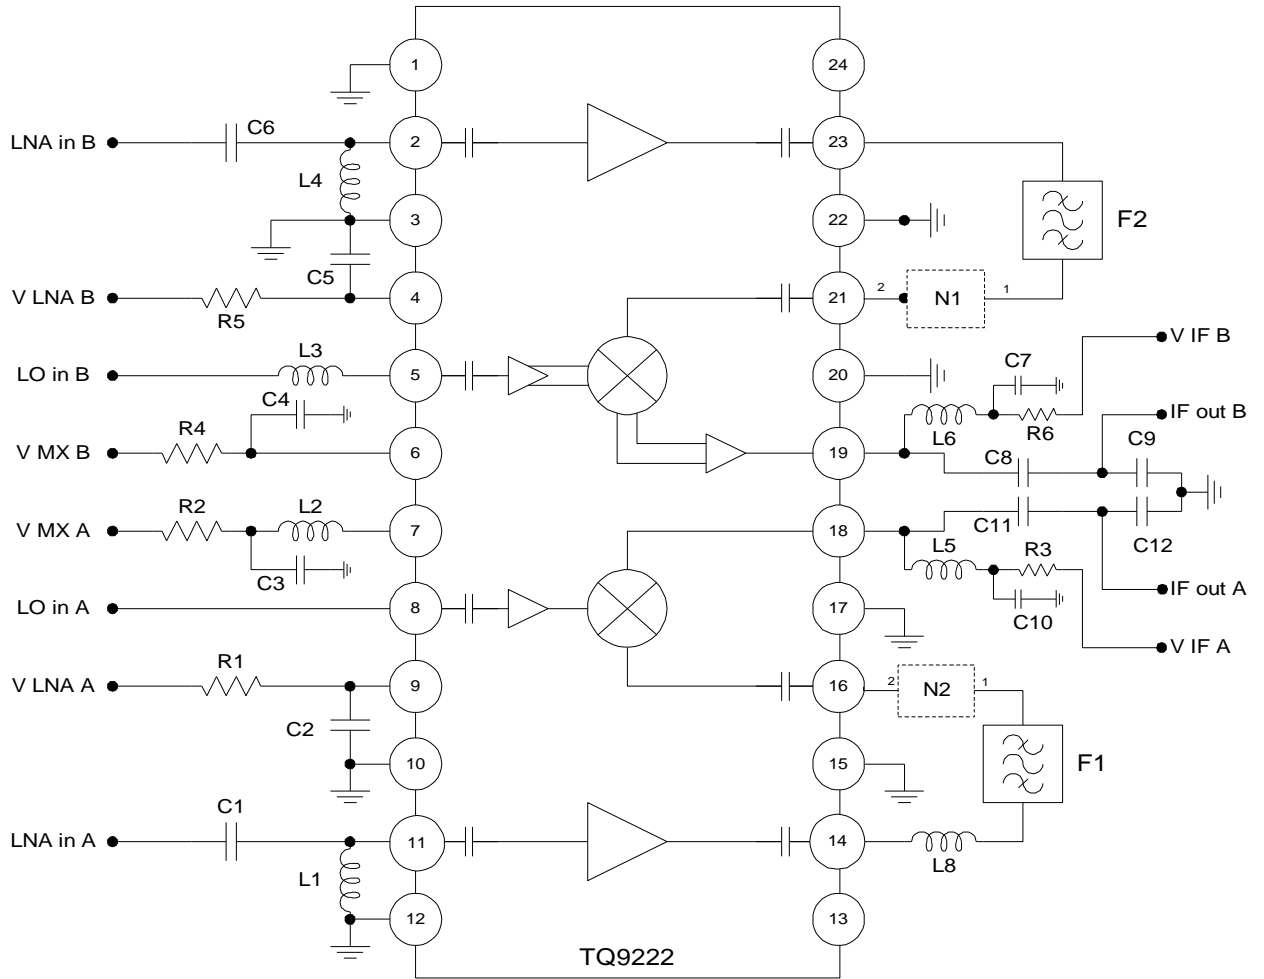 1
24
LNA in B
C6
2
23
L4
F2
3
22
C5
V LNA B
R5
4
21
2
N1
1
V IF B
LO in B
L3
5
20
C7
C4
IF out B
L6
R6
C9
V MX B
R4
6
19
C8
V MX A
R2
L2
7
18
C11
C12
L5
R3
C3
IF out A
C10
LO in A
8
17
V IF A
R1
V LNA A
9
16
2
N2
1
C2
10
15
F1
C1
LNA in A
11
14
L8
L1
12
13
TQ9222